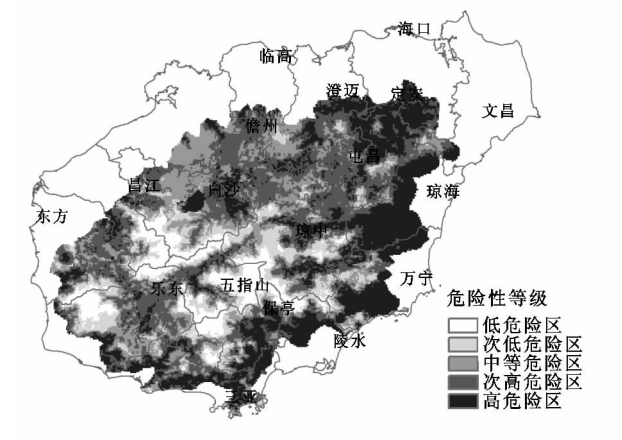 海口
临高
澄迈
定安
文昌
儋州
屯昌
昌江
白沙
琼海
东方
琼中
万宁
乐东
五指山
保亭
陵水
三亚
危险性等级
低危险区
次低危险区
中等危险区
次高危险区
高危险区